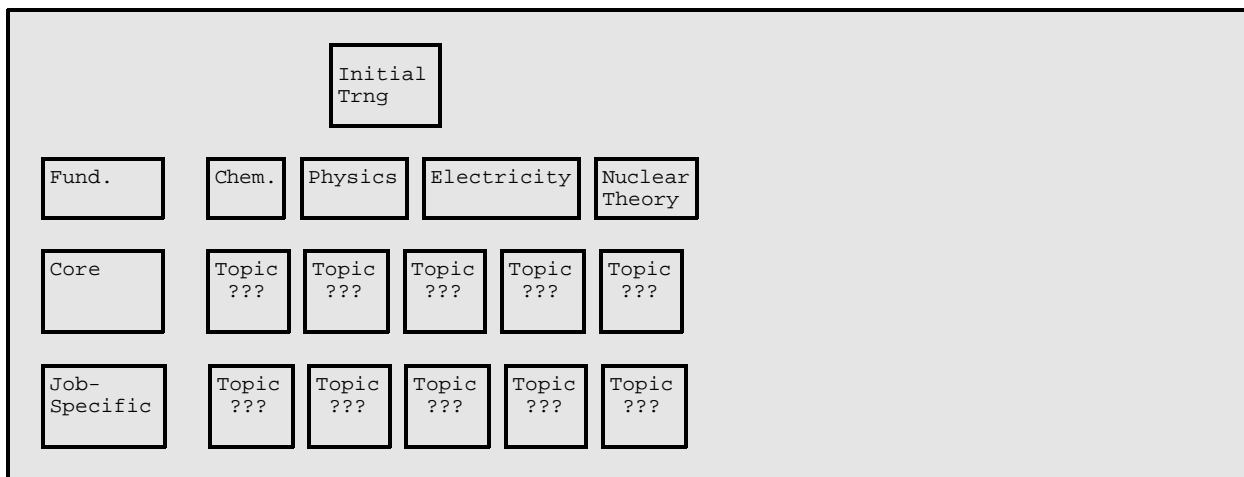 Initial
Trng
Fund.
Chem.
Physics
Electricity
Nuclear
Theory
Core
Topic
???
Topic
???
Topic
???
Topic
???
Topic
???
Job-
Specific
Topic
???
Topic
???
Topic
???
Topic
???
Topic
???